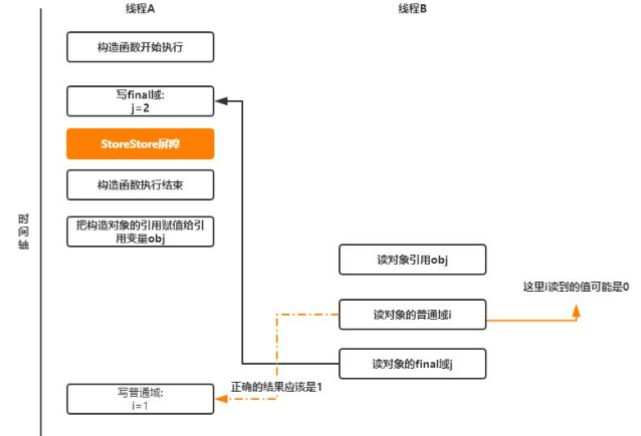 线程A
线程B
构造函数开始执行
写final域:
j=2
StoreStore屏障
构造函数执行结束
把构造对象的引用赋值给引
用变量obj
时
间
轴
读对象引用obj
这里i读到的值可能是0
读对象的普通域i
读对象的final域j
正确的结果应该是1
写普通域:
i=1